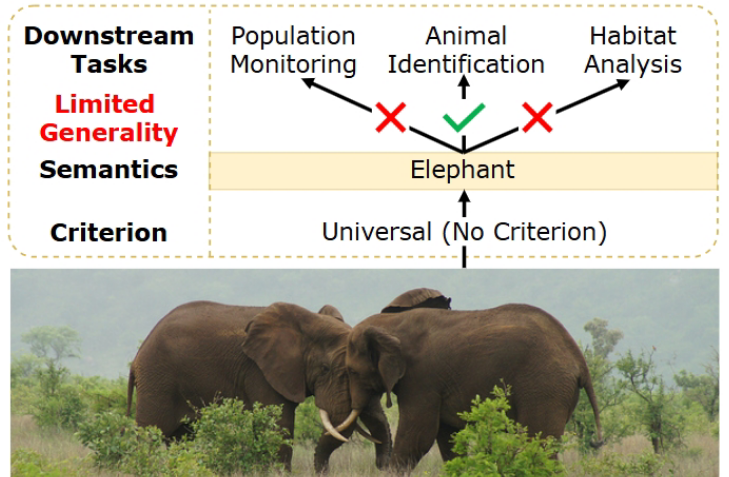 Downstream Tasks
Population Monitoring
Animal Identification
Habitat Analysis
Limited Generality
Semantics
Elephant
Criterion
Universal (No Criterion)